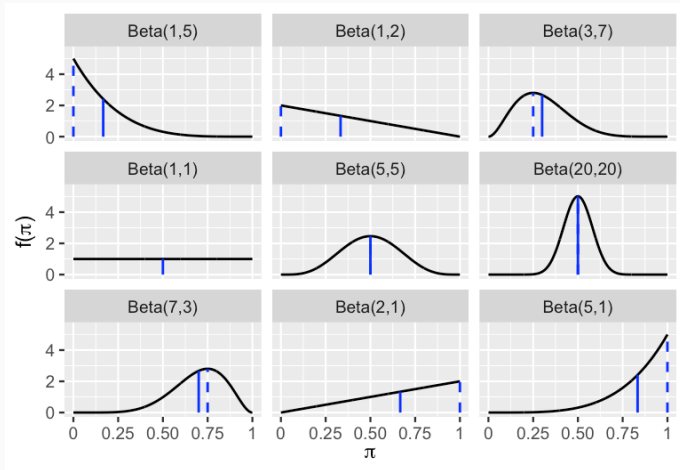 Beta(1,5) Beta(1,2) Beta(3,7)
4
2
0
Beta(1,1) Beta(5,5) Beta(20,20)
f(π)
4
2
0
Beta(7,3) Beta(2,1) Beta(5,1)
4
2
0
0 0.25 0.50 0.75 1 0 0.25 0.50 0.75 1 0 0.25 0.50 0.75 1
π